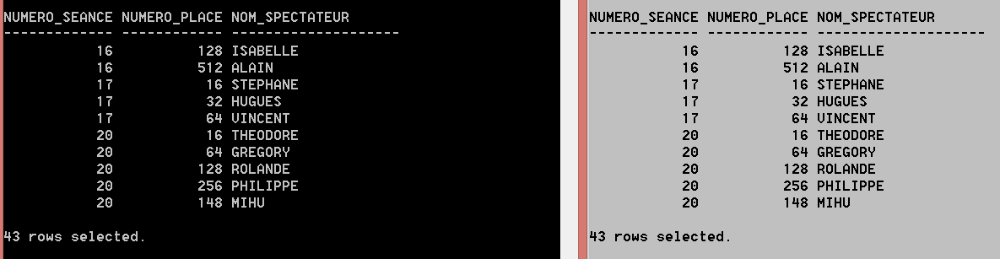 NUMERO_SEANCE NUMERO_PLACE NOM_SPECTATEUR
------------- ------------ --------------------
16 128 ISABELLE
16 512 ALAIN
17 16 STEPHANE
17 32 HUGUES
17 64 VINCENT
20 16 THEODORE
20 64 GREGORY
20 128 ROLANDE
20 256 PHILIPPE
20 148 MIHU
43 rows selected.
NUMERO_SEANCE NUMERO_PLACE NOM_SPECTATEUR
------------- ------------ --------------------
16 128 ISABELLE
16 512 ALAIN
17 16 STEPHANE
17 32 HUGUES
17 64 VINCENT
20 16 THEODORE
20 64 GREGORY
20 128 ROLANDE
20 256 PHILIPPE
20 148 MIHU
43 rows selected.